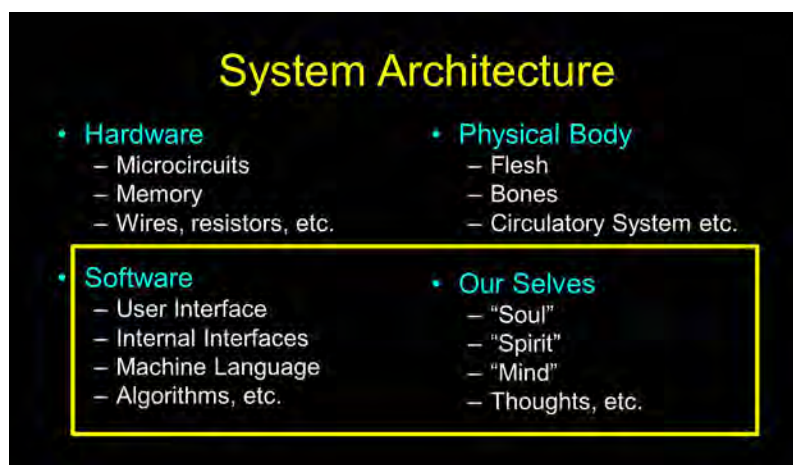 System Architecture
• Hardware
– Microcircuits
– Memory
– Wires, resistors, etc.
• Software
– User Interface
– Internal Interfaces
– Machine Language
– Algorithms, etc.
• Physical Body
– Flesh
– Bones
– Circulatory System etc.
• Our Selves
– “Soul”
– “Spirit”
– “Mind”
– Thoughts, etc.